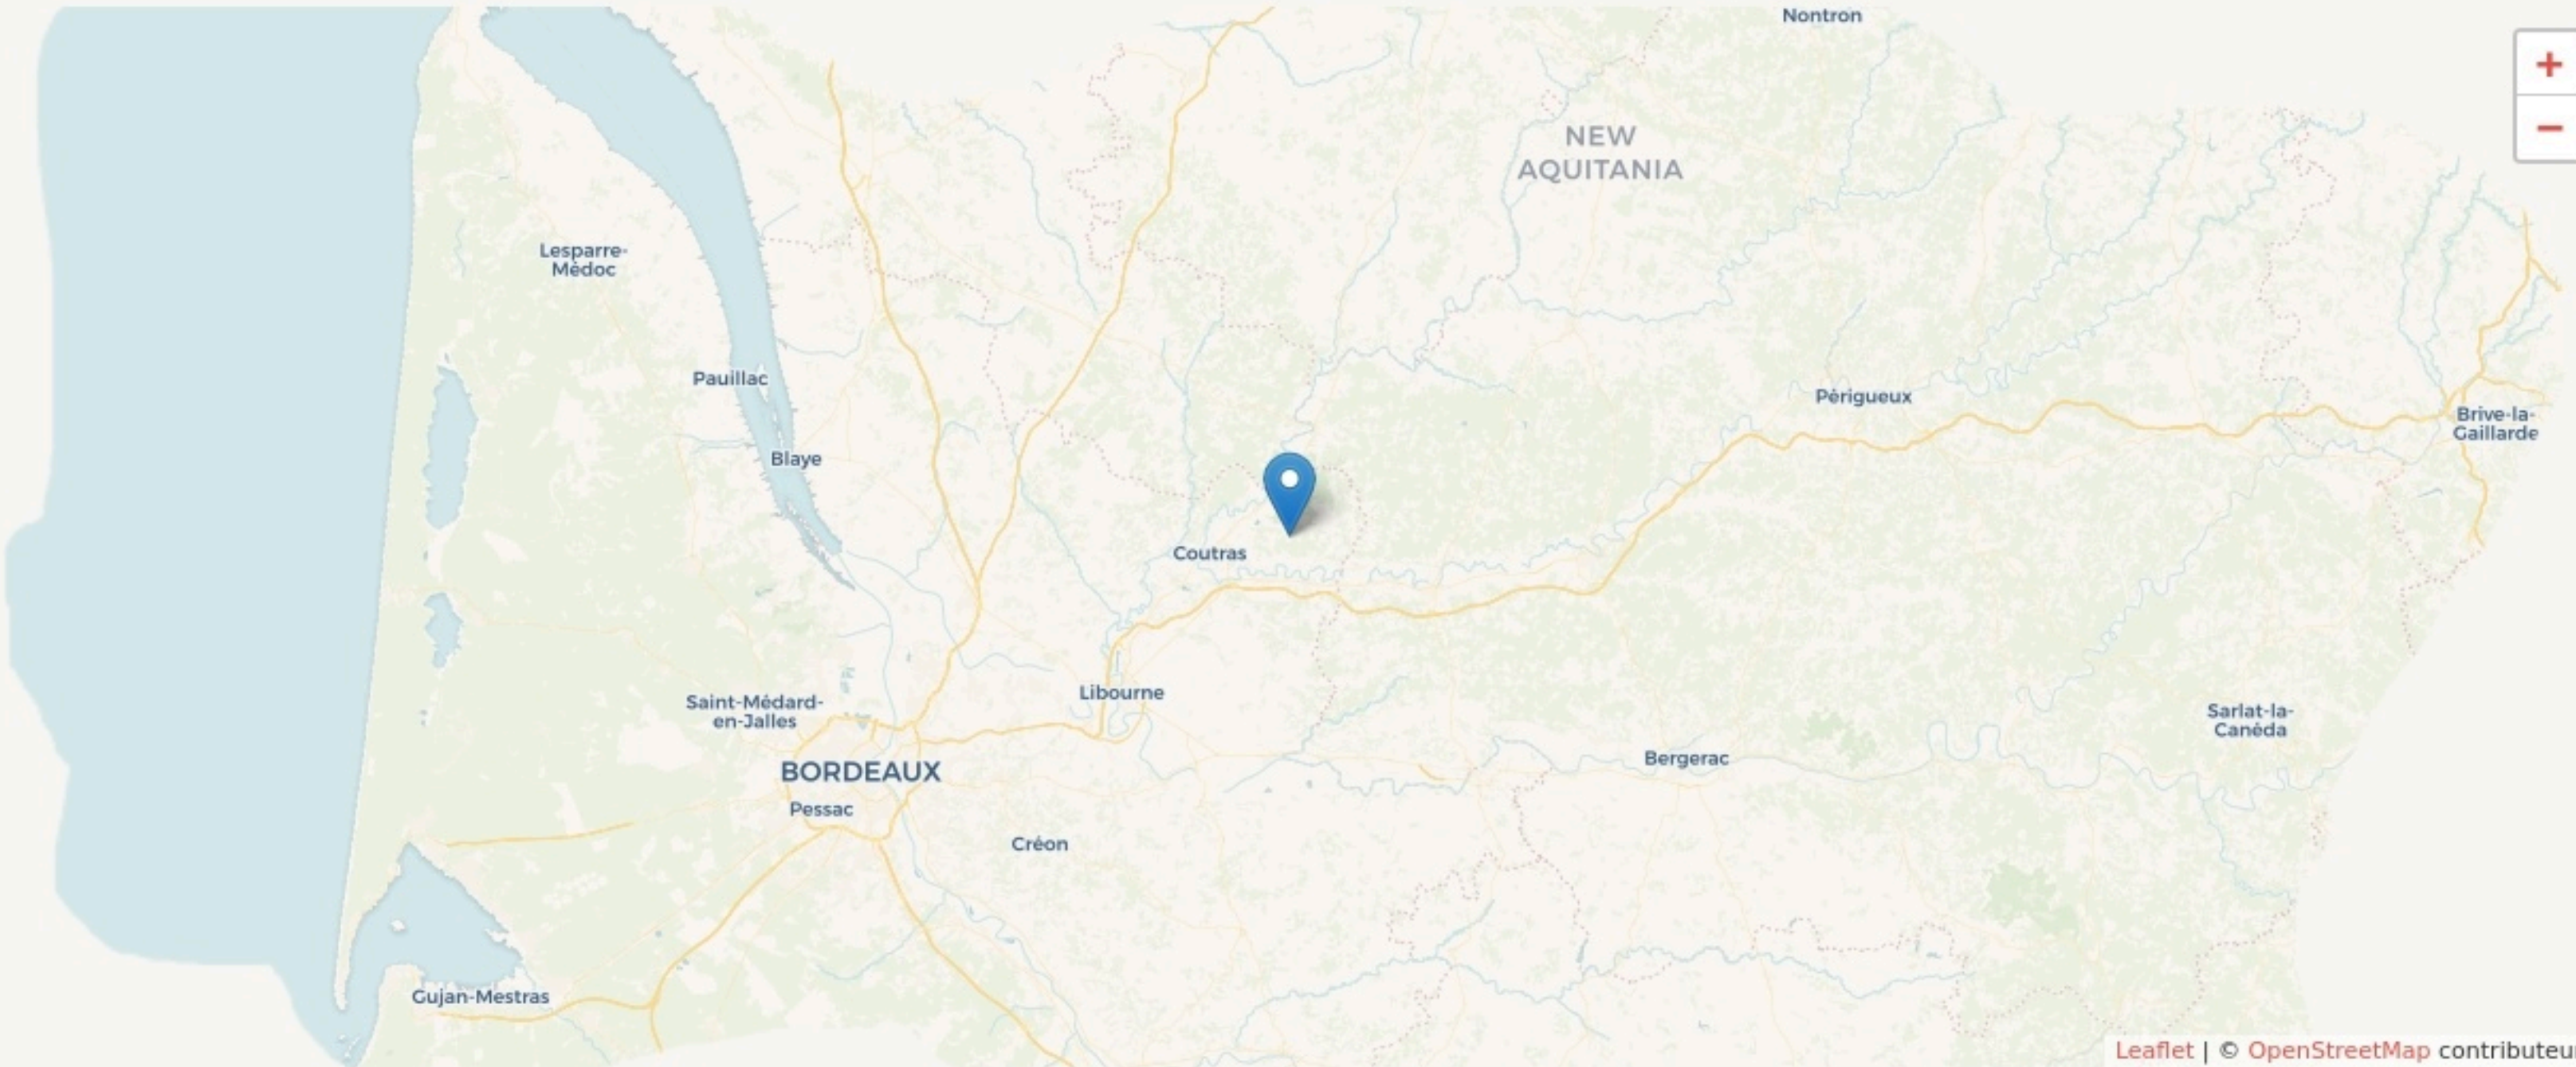 Nontron
+
−
NEW
AQUITANIA
Lesparre-
Médoc
Pauillac
Périgueux
Brive-la-
Gaillarde
Blaye
Coutras
Libourne
Saint-Médard-
en-Jalles
Sarlat-la-
Canéda
BORDEAUX
Bergerac
Pessac
Créon
Gujan-Mestras
Leaflet | © OpenStreetMap contributeu